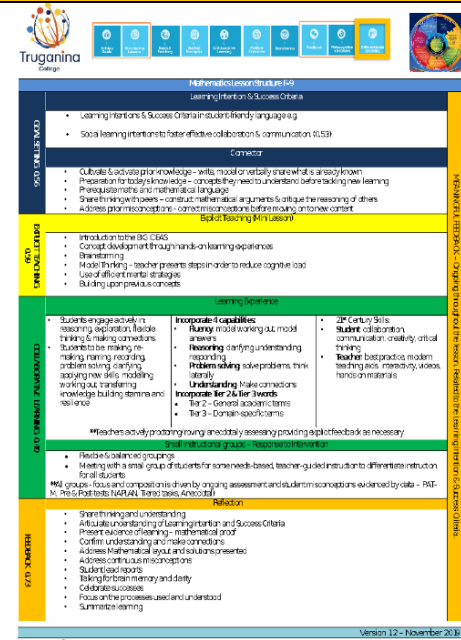 Truganina
College
Mathematics Lesson Structure F-9
Learning Intention & Success Criteria
GOAL SETTING 0.56
• Learning Intentions & Success Criteria in student-friendly language e.g.
• Social learning intentions to foster effective collaboration & communication. (0.53)
Connector
• Cultivate & activate prior knowledge – write, model or verbally share what is already known
• Preparation for today's knowledge – concepts they need to understand before tackling new learning
• Prerequisite maths and mathematical language
• Share thinking with peers – construct mathematical arguments & critique the reasoning of others
• Address prior misconceptions - correct misconceptions before moving on to new content
Explicit Teaching (Mini Lesson)
EXPLICIT TEACHING
0.59
• Introduction to the BIG IDEAS
• Concept development through hands-on learning experiences
• Brainstorming
• Model Thinking – teacher presents steps in order to reduce cognitive load
• Use of efficient mental strategies
• Building upon previous concepts
Learning Experience
COLLABORATIVE LEARNING
• Students engage actively in:
reasoning, exploration, flexible
thinking & making connections.
• Students to be: making, re-
making, naming, recording,
problem solving, clarifying,
applying new skills, modelling
working out, transferring
knowledge, building stamina and
resilience
Incorporate 4 capabilities:
• Fluency: model working out, model
answers
• Reasoning: clarifying understanding,
responding
• Problem solving: solve problems, think
laterally
• Understanding: Make connections
Incorporate Tier 2 & Tier 3 words
• Tier 2 – General academic terms
• Tier 3 – Domain-specific terms
• 21st Century Skills:
• Student: collaboration,
communication, creativity, critical
thinking
• Teacher: best practice, modern
teaching aids, interactivity, videos,
hands on materials
**Teachers actively proctoring/roving/anecdotally assessing/providing explicit feedback as necessary
Small instructional groups – Response to Intervention
• Flexible & balanced groupings
• Meeting with a small group of students for some needs-based, teacher-guided instruction to differentiate instruction
for all students
**All groups - focus and composition is driven by ongoing assessment and student misconceptions evidenced by data – PAT-
M, Pre & Post-tests, NAPLAN, Tiered tasks, Anecdotal)
Reflection
FEEDBACK 0.73
• Share thinking and understanding
• Articulate understanding of Learning Intention and Success Criteria
• Present evidence of learning – mathematical proof
• Confirm understanding and make connections
• Address Mathematical layout and solutions presented
• Address continuous misconceptions
• Student lead reports
• Talking for brain memory and clarity
• Celebrate successes
• Focus on the processes used and understood
• Summarize learning
MEANINGFUL FEEDBACK – Ongoing throughout the lesson. Related to the Learning Intention & Success Criteria.
Version 1.2 – November 2019